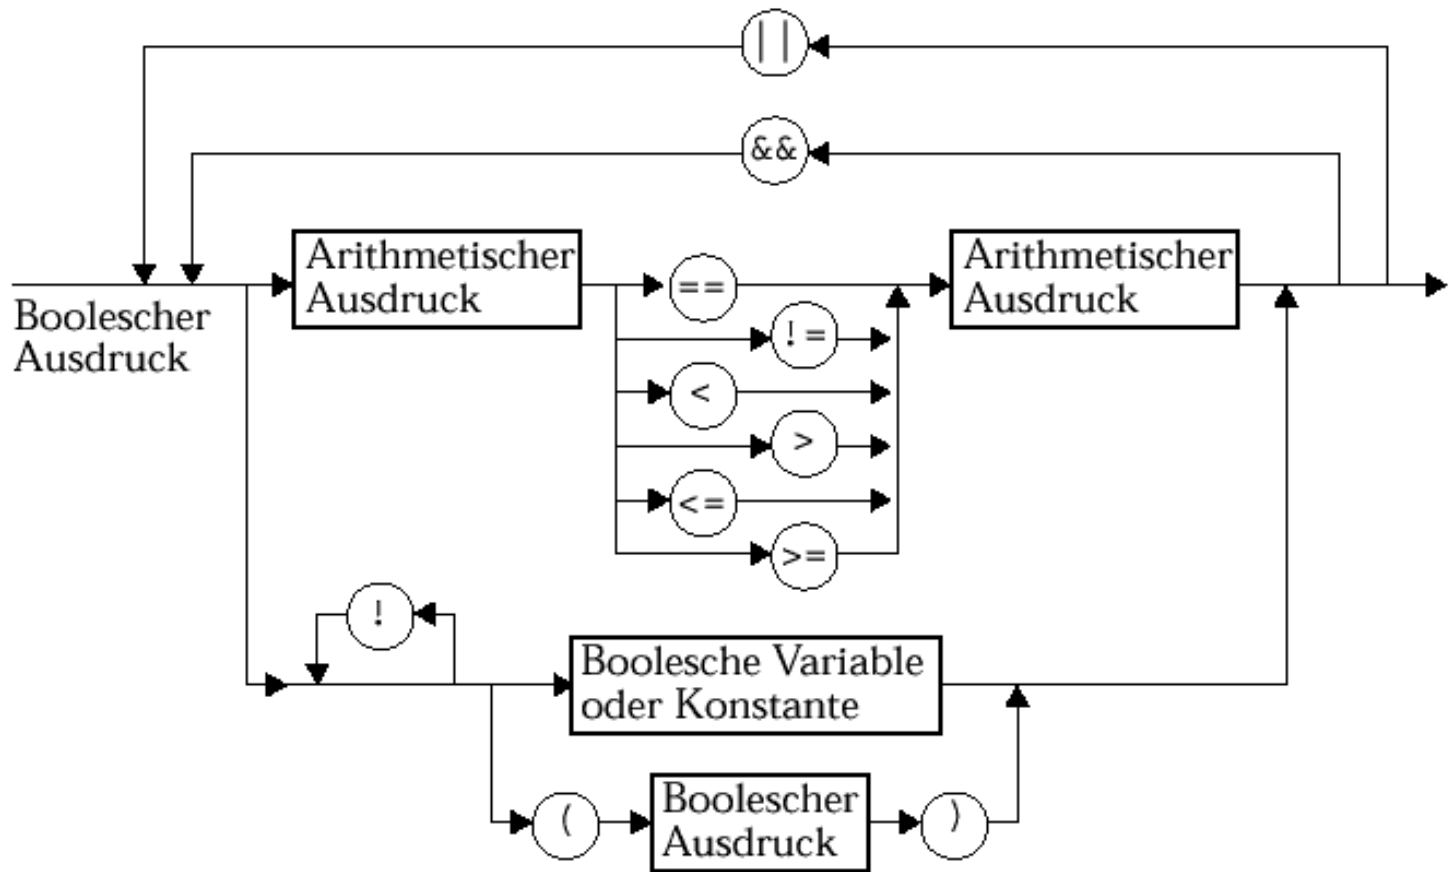 ||
&&
Boolescher
Ausdruck
Arithmetischer
Ausdruck
==
!=
<
>
<=
>=
Arithmetischer
Ausdruck
!
Boolesche Variable
oder Konstante
(
Boolescher
Ausdruck
)